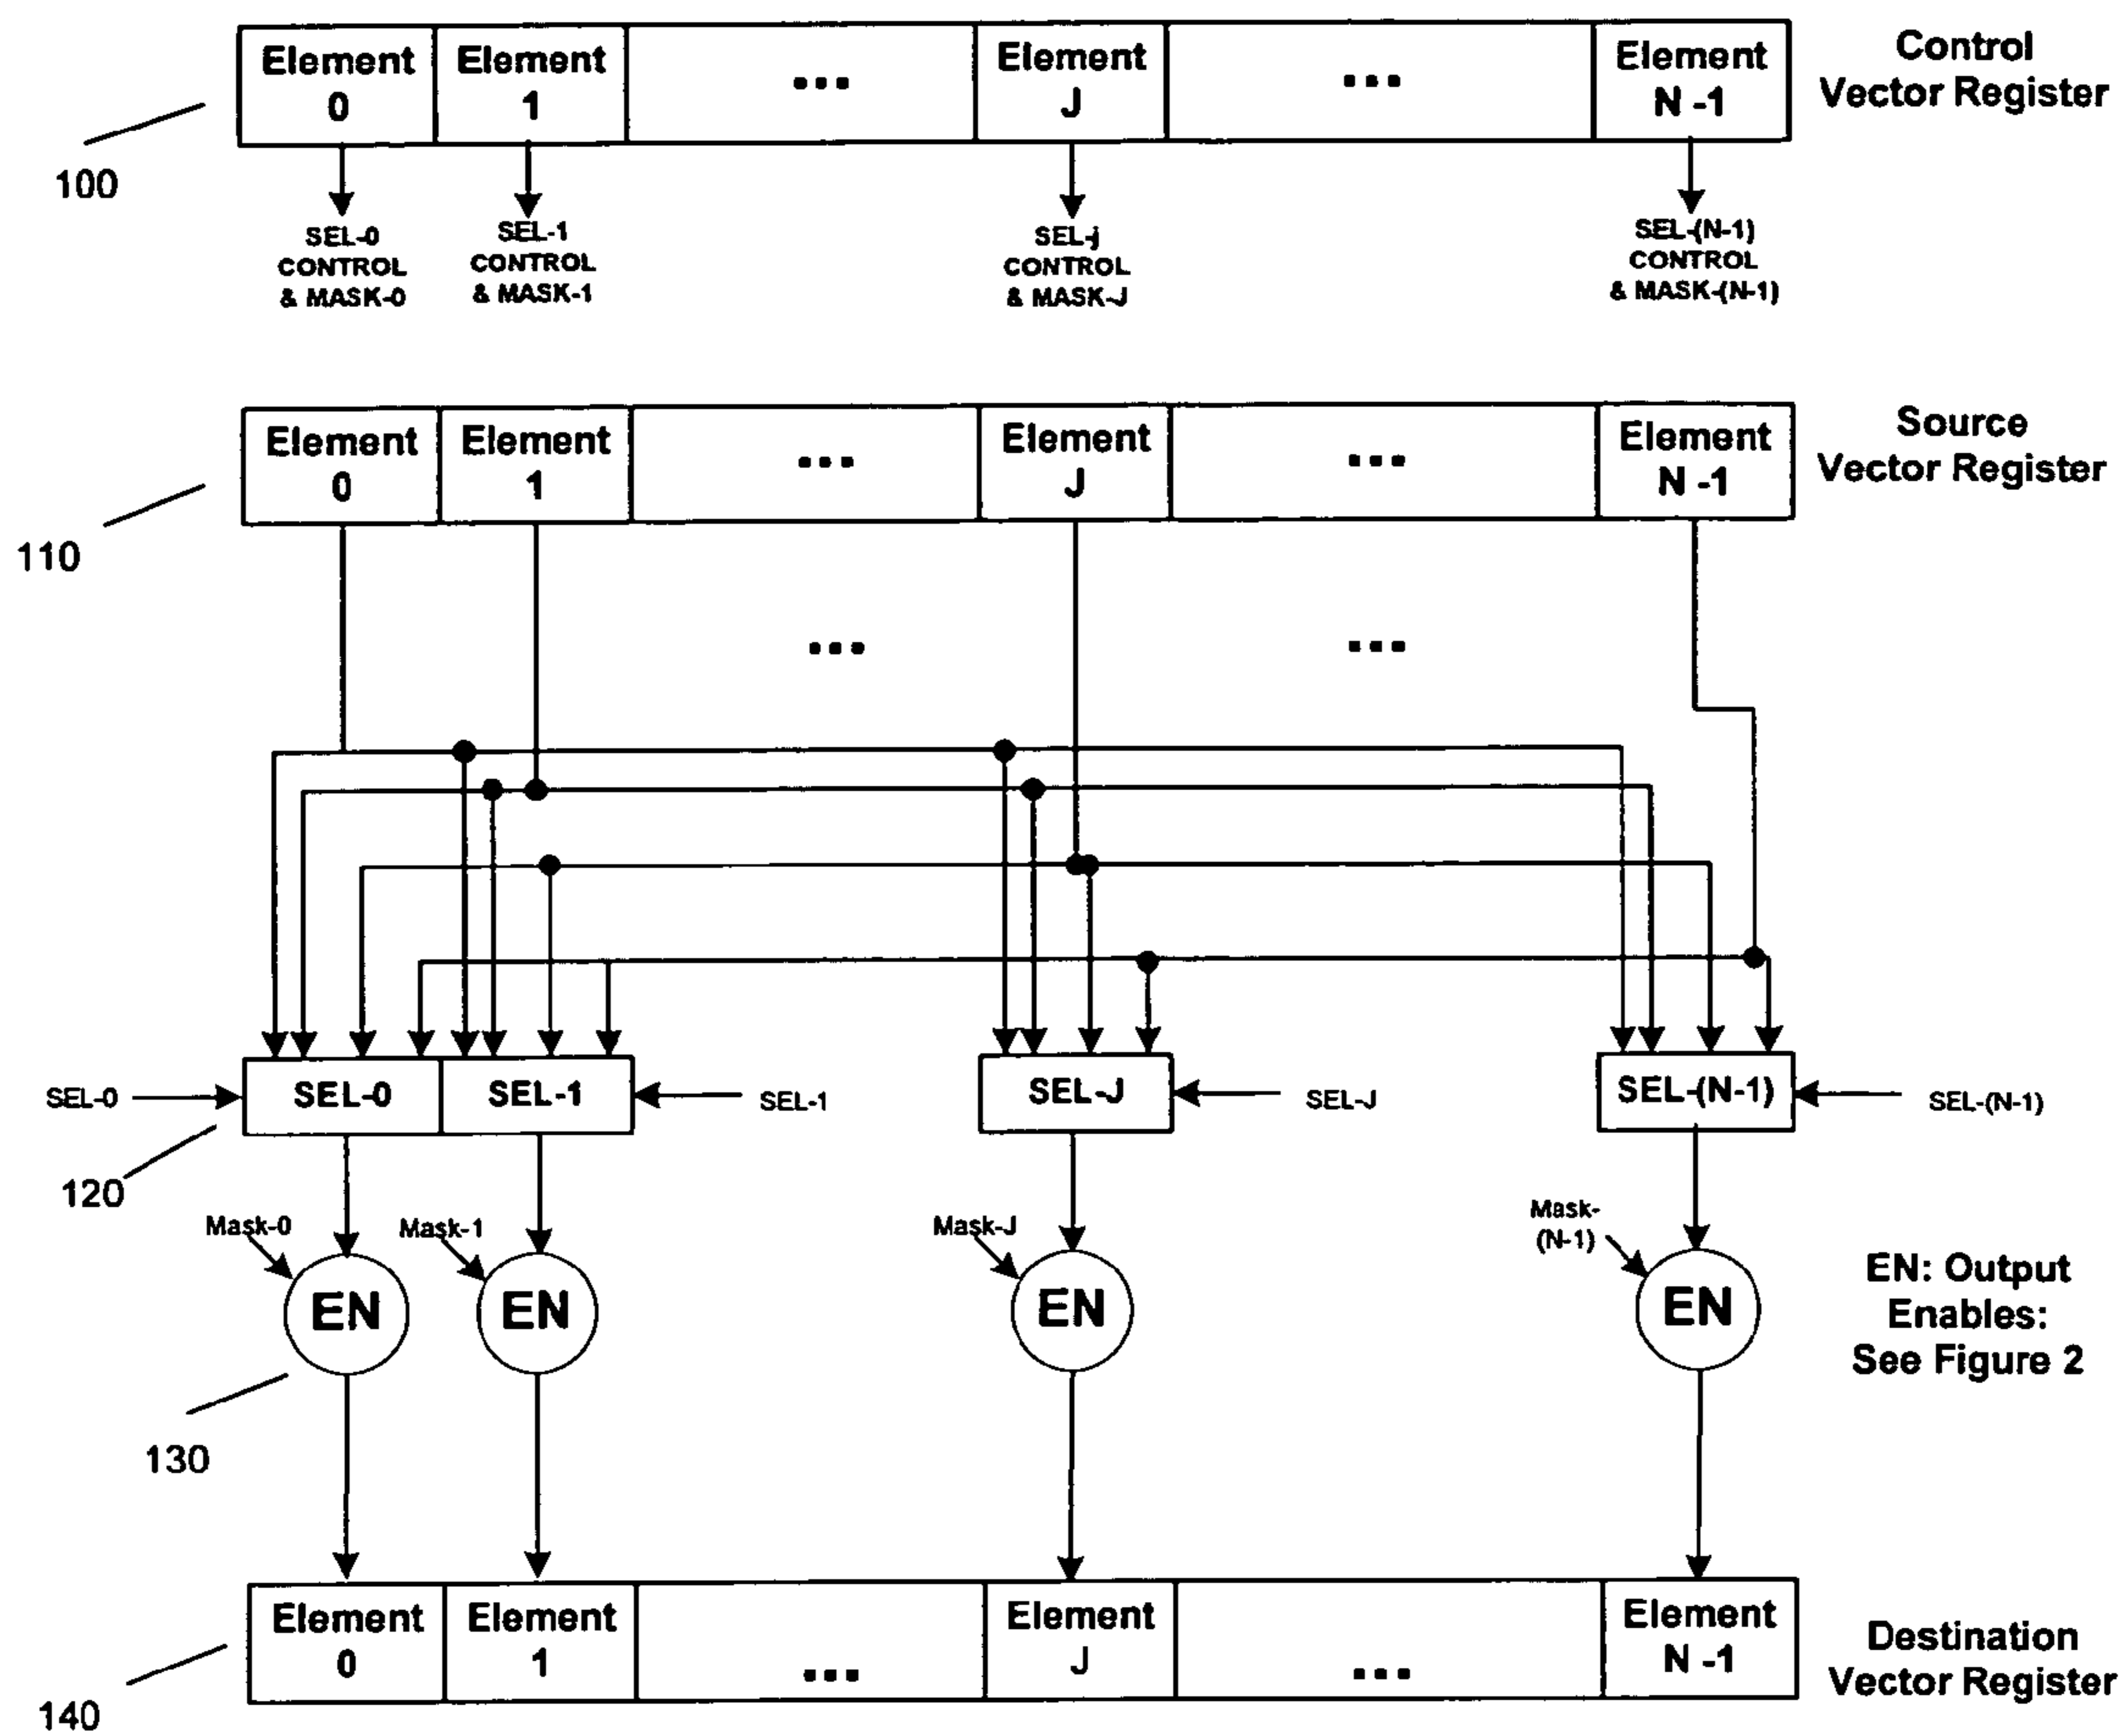 Element 0
Element 1
...
Element J
...
Element N -1
Control
Vector Register
100
SEL-0
CONTROL
& MASK-0
SEL-1
CONTROL
& MASK-1
SEL-j
CONTROL
& MASK-J
SEL-(N-1)
CONTROL
& MASK-(N-1)
Element 0
Element 1
...
Element J
...
Element N -1
Source
Vector Register
110
...
...
SEL-0
SEL-0
SEL-1
SEL-1
SEL-J
SEL-J
SEL-(N-1)
SEL-(N-1)
120
Mask-0
Mask-1
Mask-J
Mask-
(N-1)
EN
EN
EN
EN
EN: Output
Enables:
See Figure 2
130
Element 0
Element 1
...
Element J
...
Element N -1
Destination
Vector Register
140